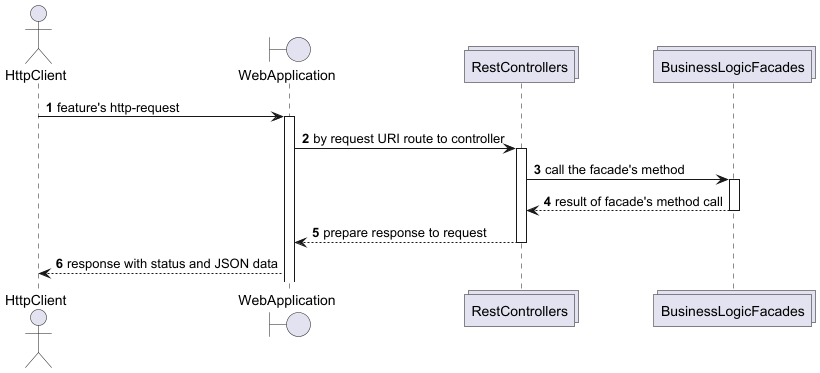 HttpClient
WebApplication
RestControllers
BusinessLogicFacades
1 feature's http-request
2 by request URI route to controller
3 call the facade's method
4 result of facade's method call
5 prepare response to request
6 response with status and JSON data
HttpClient
WebApplication
RestControllers
BusinessLogicFacades